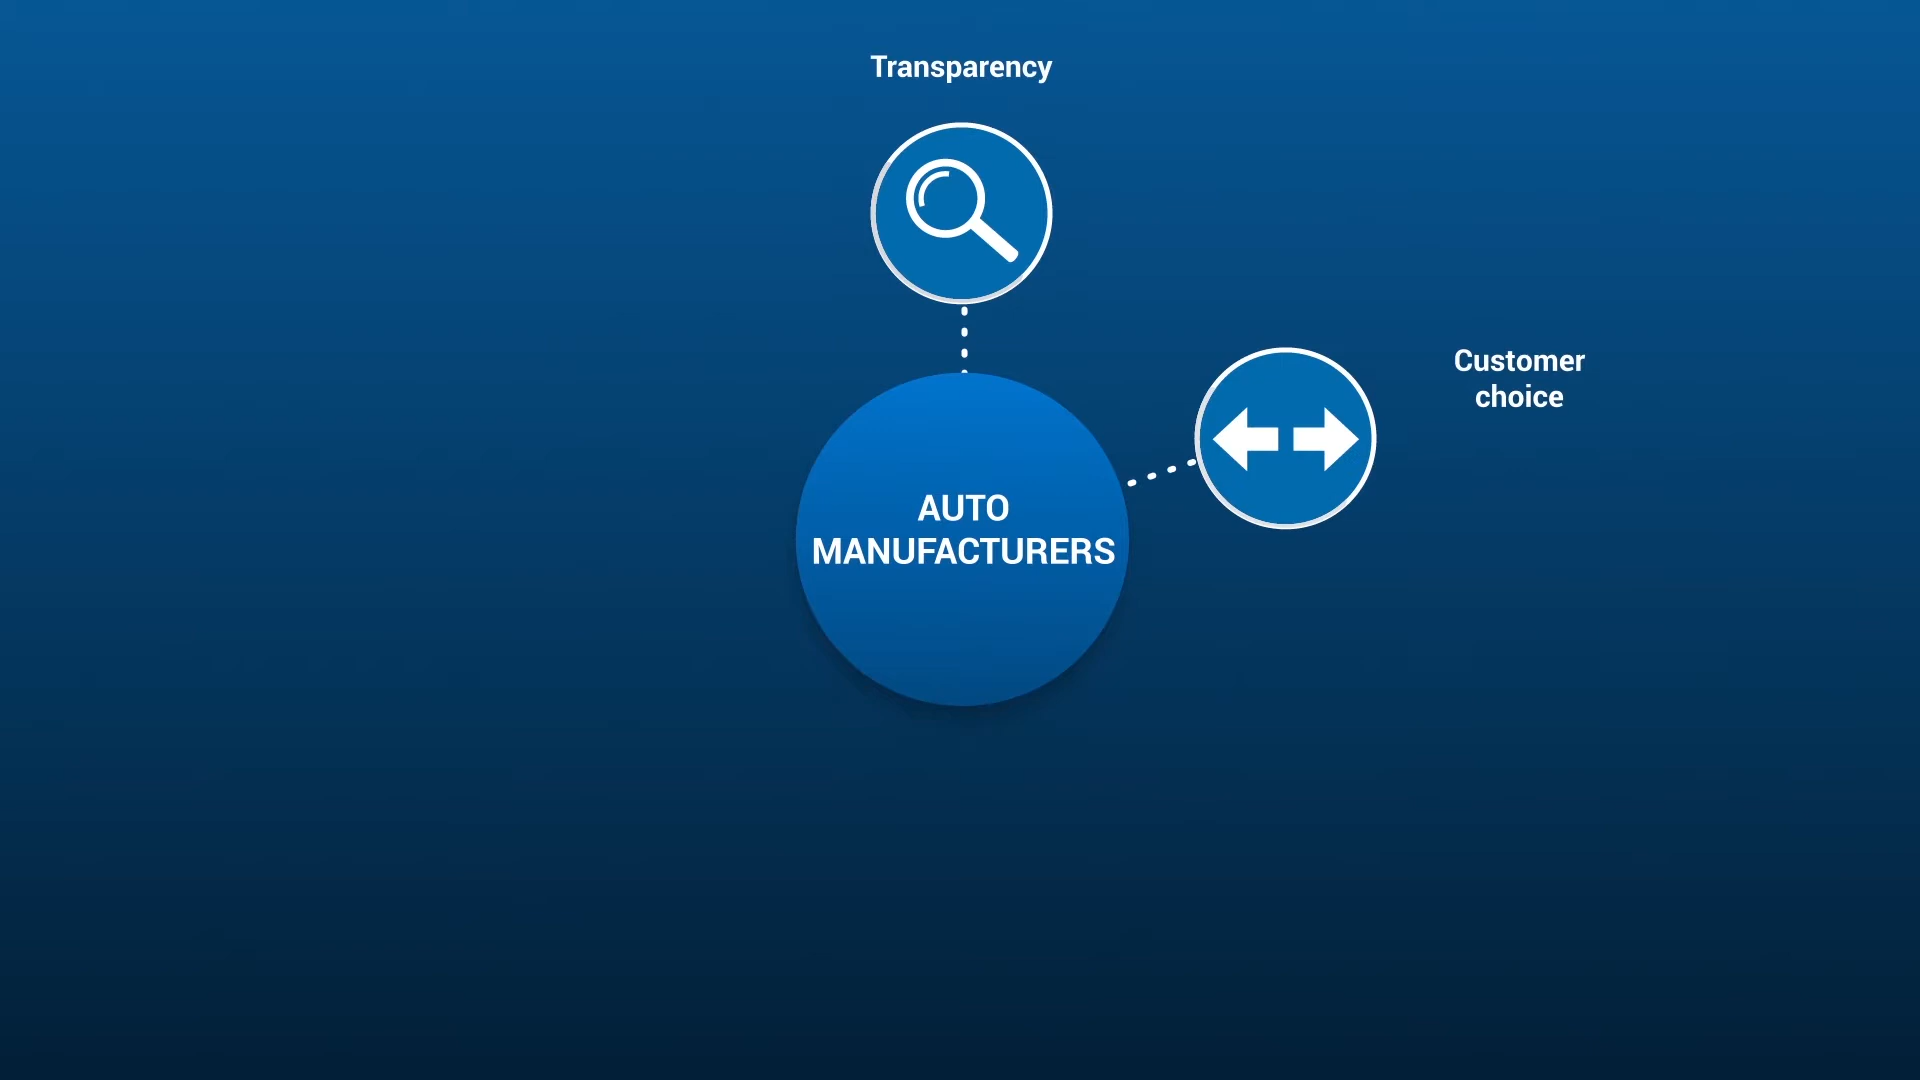 Transparency
Customer
choice
AUTO
MANUFACTURERS